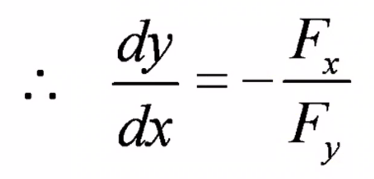 ∴ dy/dx = −F_x/F_y